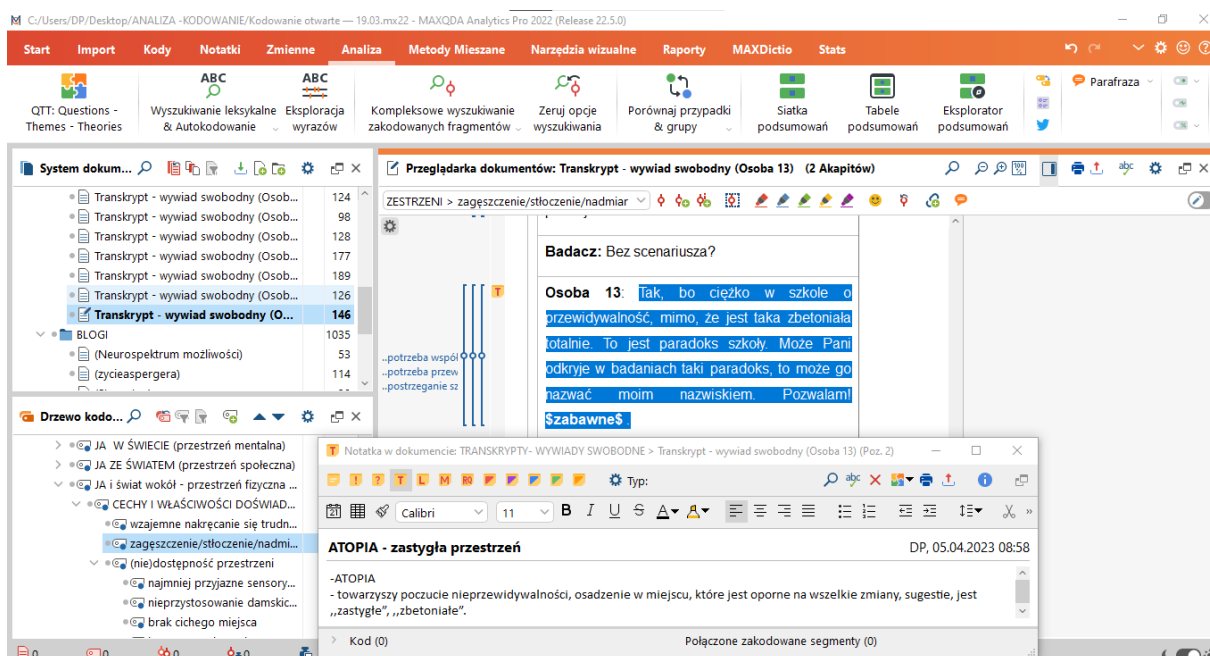 C:/Users/DP/Desktop/ANALIZA -KODOWANIE/Kodowanie otwarte — 19.03.mx22 - MAXQDA Analytics Pro 2022 (Release 22.5.0)
Start Import Kody Notatki Zmienne Analiza Metody Mieszane Narzędzia wizualne Raporty MAXDictio Stats
QTT: Questions -
Themes - Theories
ABC
Wyszukiwanie leksykalne
& Autokodowanie
ABC
Eksploracja
wyrazów
Kompleksowe wyszukiwanie
zakodowanych fragmentów
Zeruj opcje
wyszukiwania
Porównaj przypadki
& grupy
Siatka
podsumowań
Tabele
podsumowań
Eksplorator
podsumowań
Parafraza
System dokum...
Transkrypt - wywiad swobodny (Osob... 124
Transkrypt - wywiad swobodny (Osob... 98
Transkrypt - wywiad swobodny (Osob... 128
Transkrypt - wywiad swobodny (Osob... 177
Transkrypt - wywiad swobodny (Osob... 189
Transkrypt - wywiad swobodny (Osob... 126
Transkrypt - wywiad swobodny (O... 146
BLOGI 1035
(Neurospektrum możliwości) 53
(zycieaspergera) 114
Drzewo kodo...
JA W ŚWIECIE (przestrzeń mentalna)
JA ZE ŚWIATEM (przestrzeń społeczna)
JA i świat wokół - przestrzeń fizyczna ...
CECHY I WŁAŚCIWOŚCI DOŚWIAD...
wzajemne nakręcanie się trudn...
zagęszczenie/stłoczenie/nadmi...
(nie)dostępność przestrzeni
najmniej przyjazne sensory...
nieprzystosowanie damskic...
brak cichego miejsca
Przeglądarka dokumentów: Transkrypt - wywiad swobodny (Osoba 13) (2 Akapitów)
ZESTRZENI > zagęszczenie/stłoczenie/nadmiar
Badacz: Bez scenariusza?
Osoba 13: Tak, bo ciężko w szkole o
przewidywalność, mimo, że jest taka zbetoniała
totalnie. To jest paradoks szkoły. Może Pani
odkryje w badaniach taki paradoks, to może go
nazwać moim nazwiskiem. Pozwalam!
$zabawne$ .
..potrzeba współ
..potrzeba przew
..postrzeganie sz
Notatka w dokumencie: TRANSKRYPTY- WYWIADY SWOBODNE > Transkrypt - wywiad swobodny (Osoba 13) (Poz. 2)
! ? T L M RQ Typ: abc
Calibri 11 B I U S A A
ATOPIA - zastygła przestrzeń DP, 05.04.2023 08:58
-ATOPIA
- towarzyszy poczucie nieprzewidywalności, osadzenie w miejscu, które jest oporne na wszelkie zmiany, sugestie, jest
,,zastygłe", ,,zbetoniałe".
Kod (0) Połączone zakodowane segmenty (0)